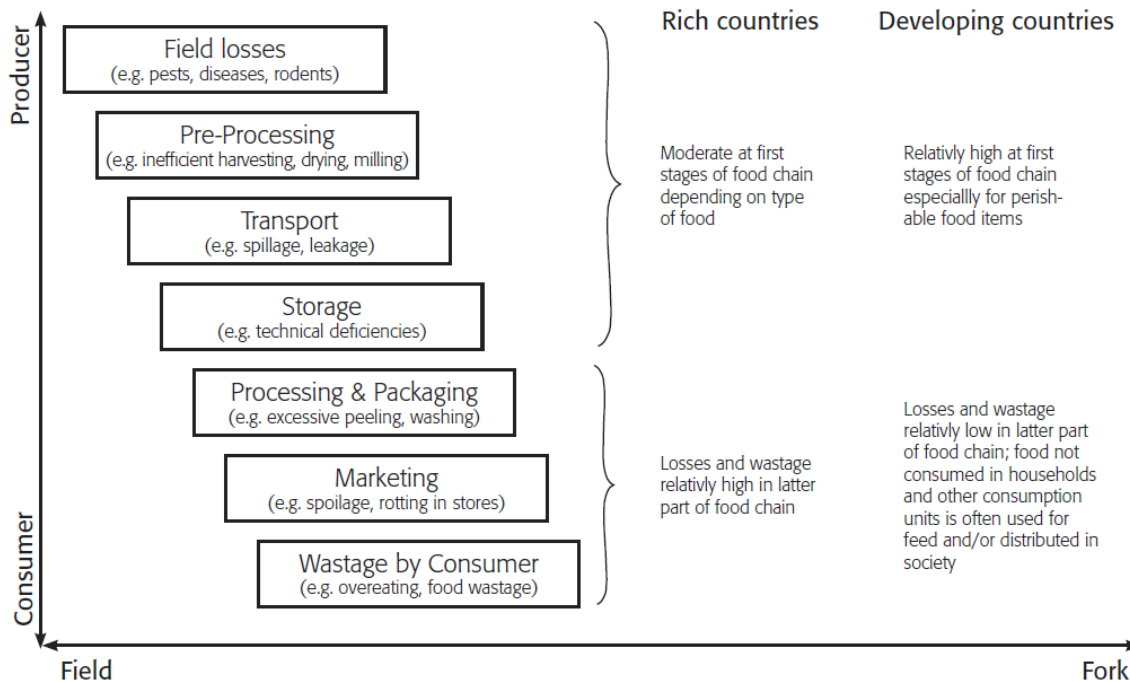 Producer
Consumer
Field losses
(e.g. pests, diseases, rodents)
Pre-Processing
(e.g. inefficient harvesting, drying, milling)
Transport
(e.g. spillage, leakage)
Storage
(e.g. technical deficiencies)
Processing & Packaging
(e.g. excessive peeling, washing)
Marketing
(e.g. spoilage, rotting in stores)
Wastage by Consumer
(e.g. overeating, food wastage)
Rich countries
Moderate at first
stages of food chain
depending on type
of food
Losses and wastage
relativly high in latter
part of food chain
Developing countries
Relativly high at first
stages of food chain
especiallly for perish-
able food items
Losses and wastage
relativly low in latter part
of food chain; food not
consumed in households
and other consumption
units is often used for
feed and/or distributed in
society
Field
Fork